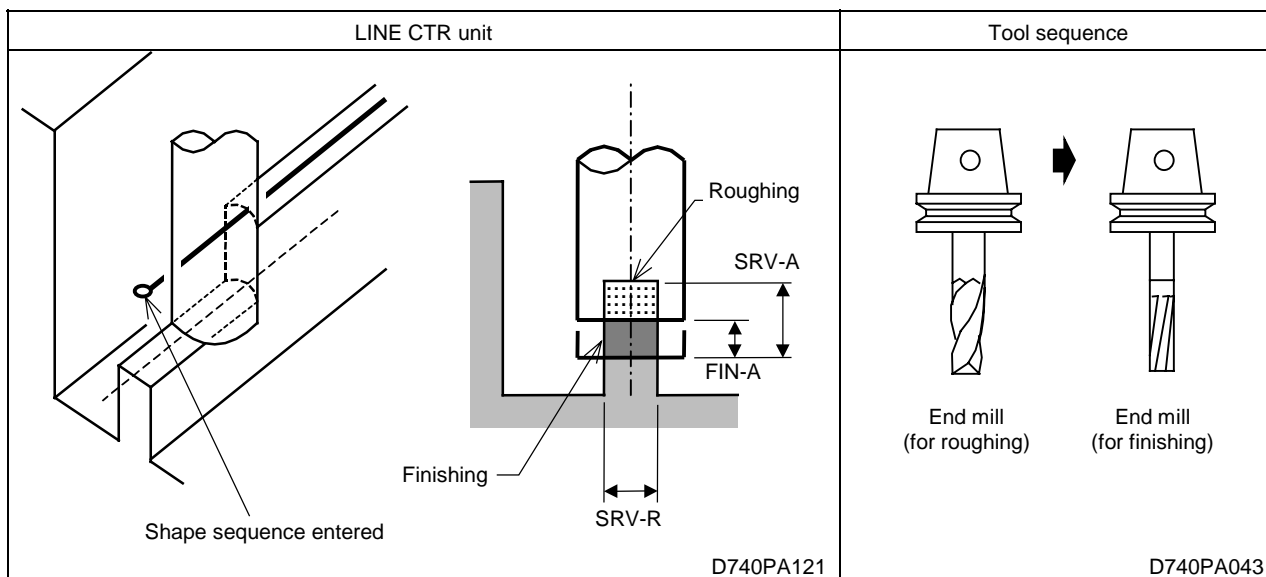 LINE CTR unit
Tool sequence
Roughing
SRV-A
FIN-A
Finishing
SRV-R
Shape sequence entered
D740PA121
End mill
(for roughing)
End mill
(for finishing)
D740PA043